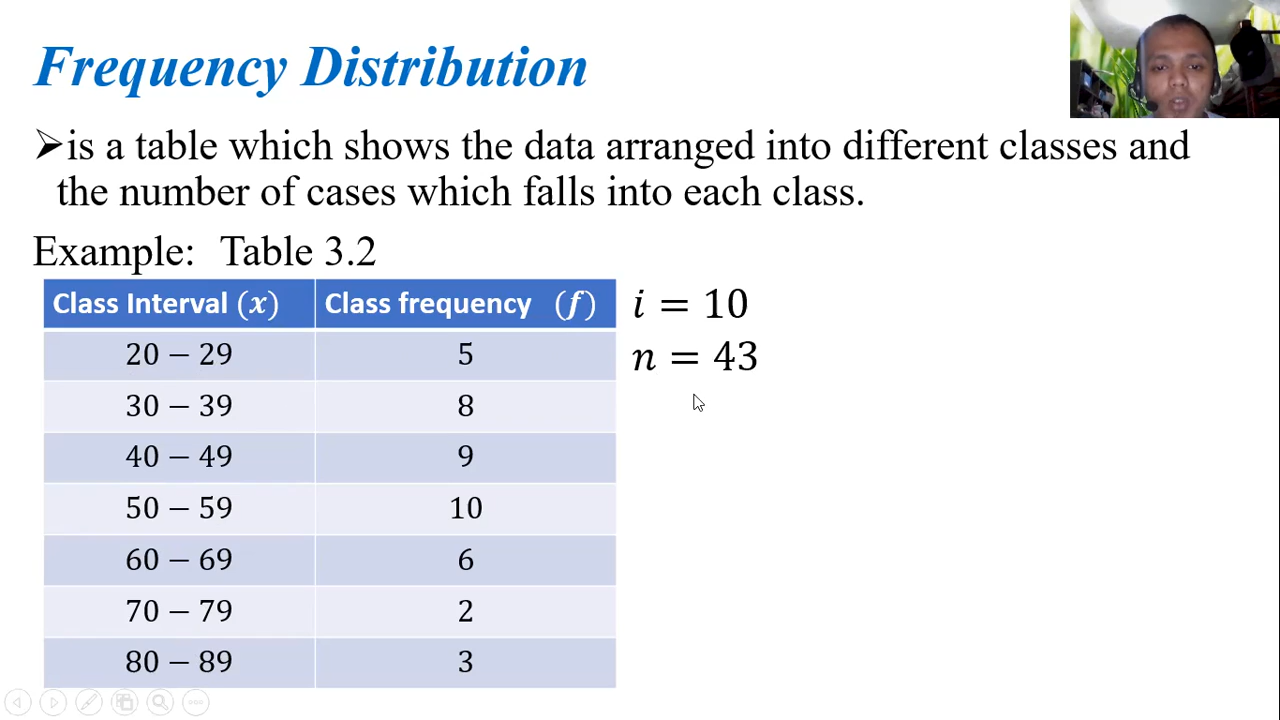 Frequency Distribution
➢is a table which shows the data arranged into different classes and
the number of cases which falls into each class.
Example: Table 3.2
Class Interval (x) Class frequency (f)
20 − 29 5
30 − 39 8
40 − 49 9
50 − 59 10
60 − 69 6
70 − 79 2
80 − 89 3
i = 10
n = 43